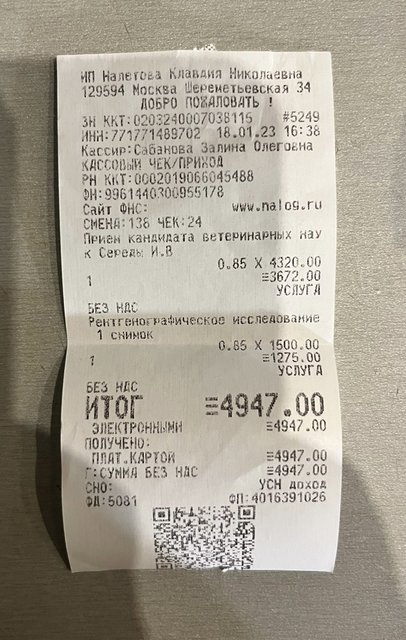 ИП Налетова Клавдия Николаевна
129594 Москва Шереметьевская 34
ДОБРО ПОЖАЛОВАТЬ !
ЗН ККТ:0203240007038115 #5249
ИНН:771771489702 18.01.23 16:38
Кассир:Сабанова Залина Олеговна
КАССОВЫЙ ЧЕК/ПРИХОД
РН ККТ:0002019066045488
ФН:9961440300955178
Сайт ФНС: www.nalog.ru
СМЕНА:138 ЧЕК:24
Прием кандидата ветеринарных нау
к Середы И.В
0.85 X 4320.00
1 ≡3672.00
УСЛУГА
БЕЗ НДС
Рентгенографическое исследование
1 снимок
0.85 X 1500.00
1 ≡1275.00
УСЛУГА
БЕЗ НДС
ИТОГ ≡4947.00
ЭЛЕКТРОННЫМИ ≡4947.00
ПОЛУЧЕНО:
ПЛАТ.КАРТОЙ ≡4947.00
Г:СУММА БЕЗ НДС ≡4947.00
СНО: УСН доход
ФД:5081 ФП:4016391026